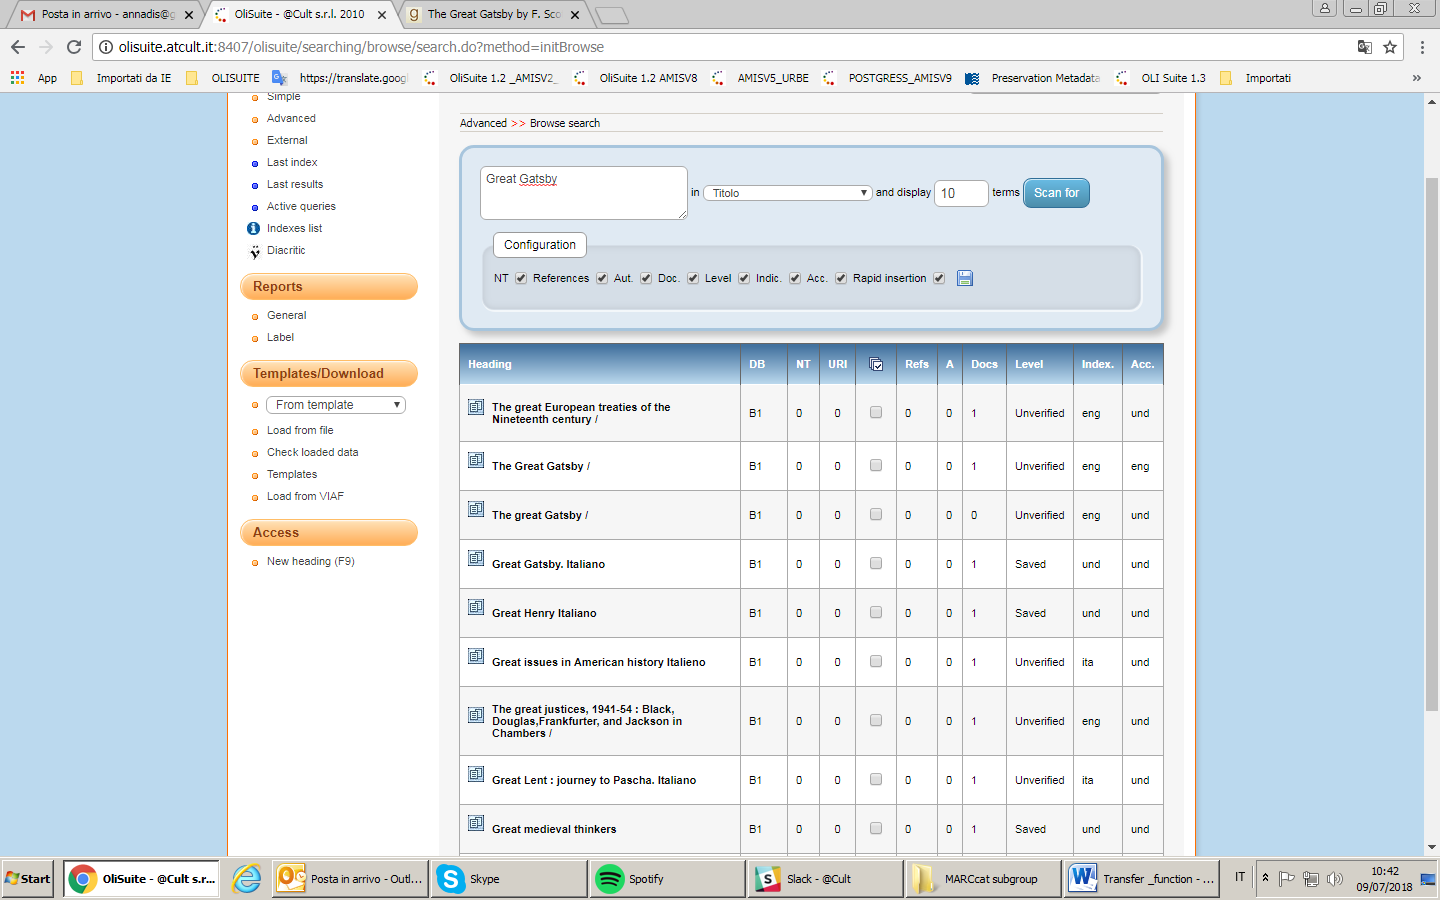 Posta in arrivo - annadis@g
OliSuite - @Cult s.r.l. 2010
The Great Gatsby by F. Sco
olisuite.atcult.it:8407/olisuite/searching/browse/search.do?method=initBrowse
App Importati da IE OLISUITE https://translate.googl OliSuite 1.2 _AMISV2_ OliSuite 1.2 AMISV8 AMISV5_URBE POSTGRESS_AMISV9 Preservation Metadata OLI Suite 1.3 Importati »
Simple
Advanced
External
Last index
Last results
Active queries
Indexes list
Diacritic
Reports
General
Label
Templates/Download
From template
Load from file
Check loaded data
Templates
Load from VIAF
Access
New heading (F9)
Advanced >> Browse search
Great Gatsby in Titolo and display 10 terms Scan for
Configuration
NT References Aut. Doc. Level Indic. Acc. Rapid insertion
Heading DB NT URI Refs A Docs Level Index. Acc.
The great European treaties of the
Nineteenth century / B1 0 0 0 0 1 Unverified eng und
The Great Gatsby / B1 0 0 0 0 1 Unverified eng eng
The great Gatsby / B1 0 0 0 0 0 Unverified eng und
Great Gatsby. Italiano B1 0 0 0 0 1 Saved und und
Great Henry Italiano B1 0 0 0 0 1 Saved und und
Great issues in American history Italieno B1 0 0 0 0 1 Unverified ita und
The great justices, 1941-54 : Black,
Douglas,Frankfurter, and Jackson in
Chambers / B1 0 0 0 0 1 Unverified eng und
Great Lent : journey to Pascha. Italiano B1 0 0 0 0 1 Unverified ita und
Great medieval thinkers B1 0 0 0 0 1 Saved und und
Start OliSuite - @Cult s.r... Posta in arrivo - Outl... Skype Spotify Slack - @Cult MARCcat subgroup Transfer _function - ... IT 10:42
09/07/2018